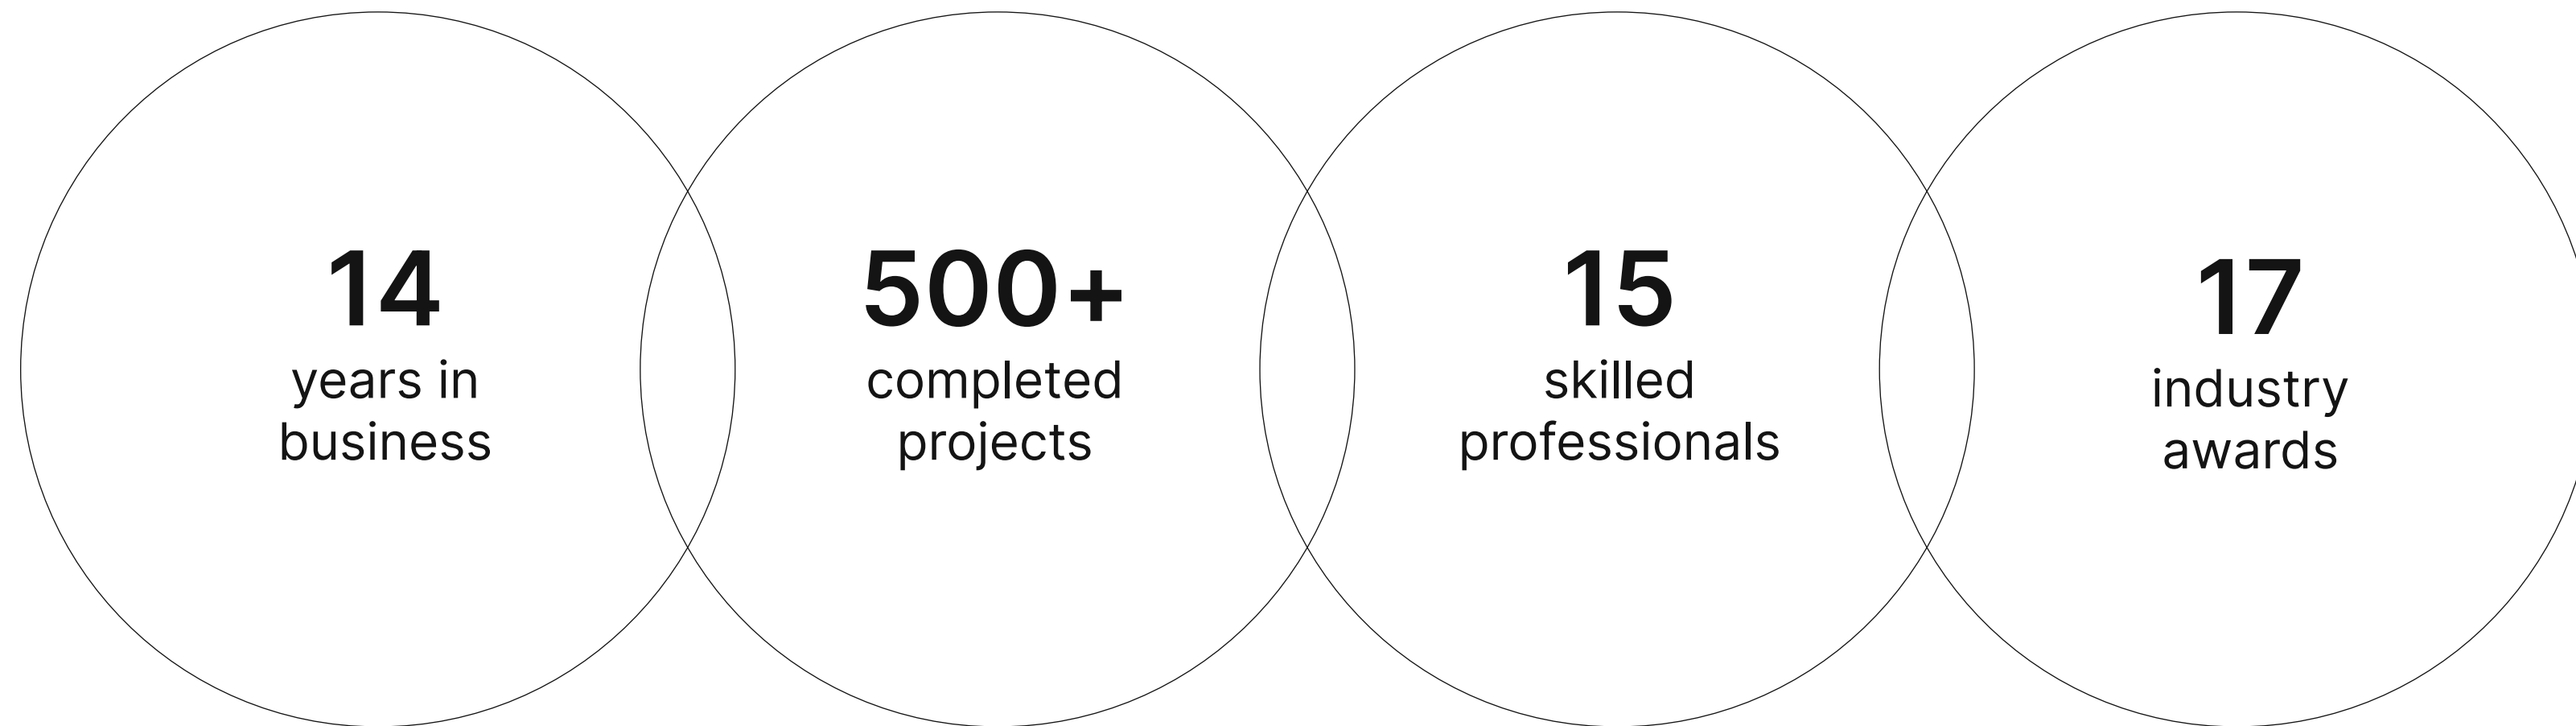 14
years in
business
500+
completed
projects
15
skilled
professionals
17
industry
awards